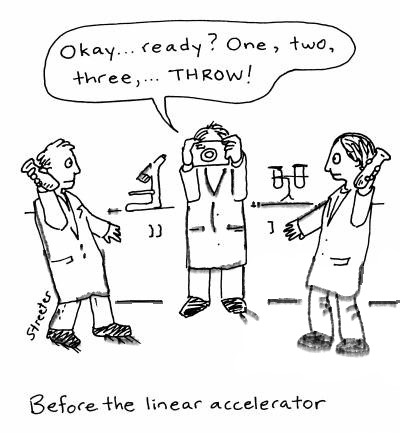 Okay... ready? One, two,
three,... THROW!
Streeter
Before the linear accelerator